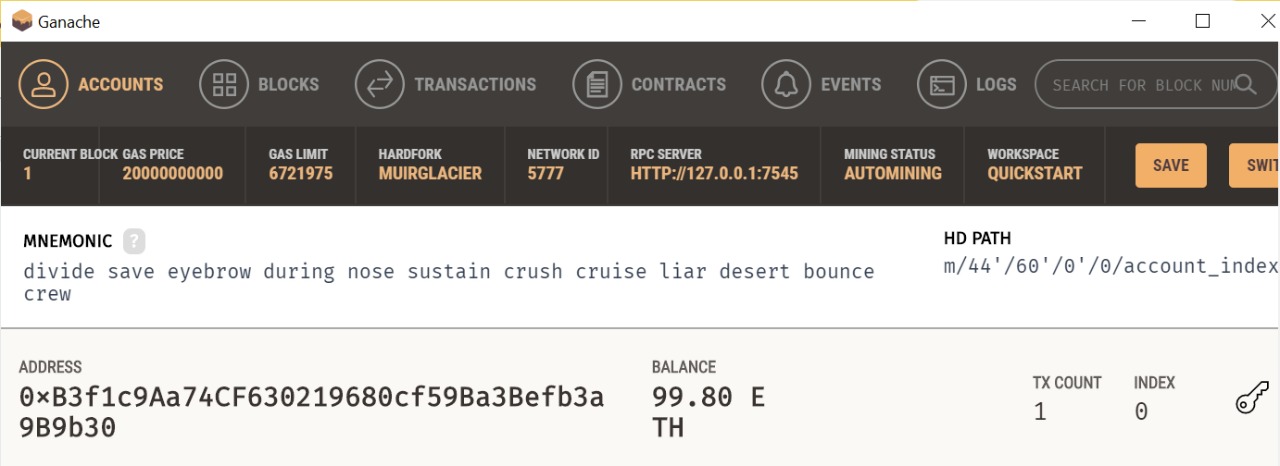 Ganache
ACCOUNTS BLOCKS TRANSACTIONS CONTRACTS EVENTS LOGS SEARCH FOR BLOCK NUM
CURRENT BLOCK GAS PRICE GAS LIMIT HARDFORK NETWORK ID RPC SERVER MINING STATUS WORKSPACE
1 20000000000 6721975 MUIRGLACIER 5777 HTTP://127.0.0.1:7545 AUTOMINING QUICKSTART SAVE SWIT
MNEMONIC ? HD PATH
divide save eyebrow during nose sustain crush cruise liar desert bounce m/44'/60'/0'/0/account_index
crew
ADDRESS BALANCE TX COUNT INDEX
0×B3f1c9Aa74CF630219680cf59Ba3Befb3a 99.80 E 1 0
9B9b30 TH